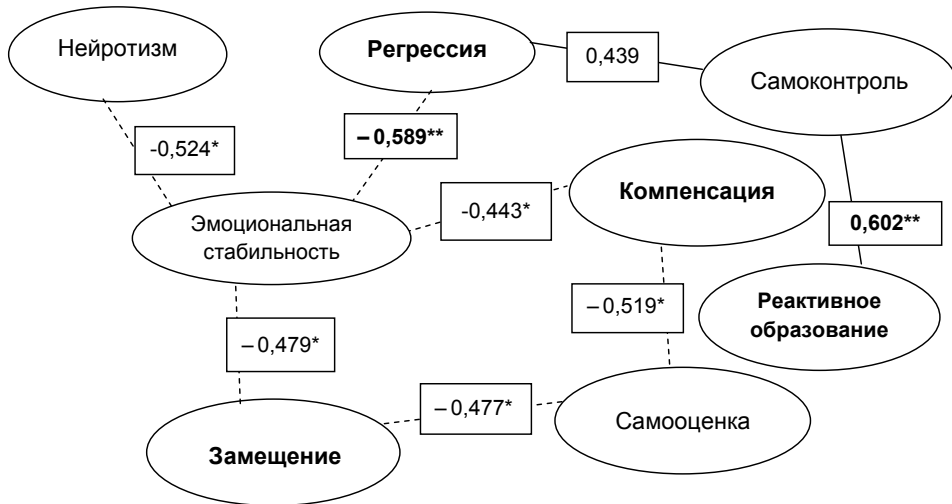 Нейротизм
Регрессия
0,439
Самоконтроль
-0,524*
– 0,589**
Компенсация
Эмоциональная
стабильность
-0,443*
0,602**
– 0,519*
Реактивное
образование
– 0,479*
– 0,477*
Самооценка
Замещение